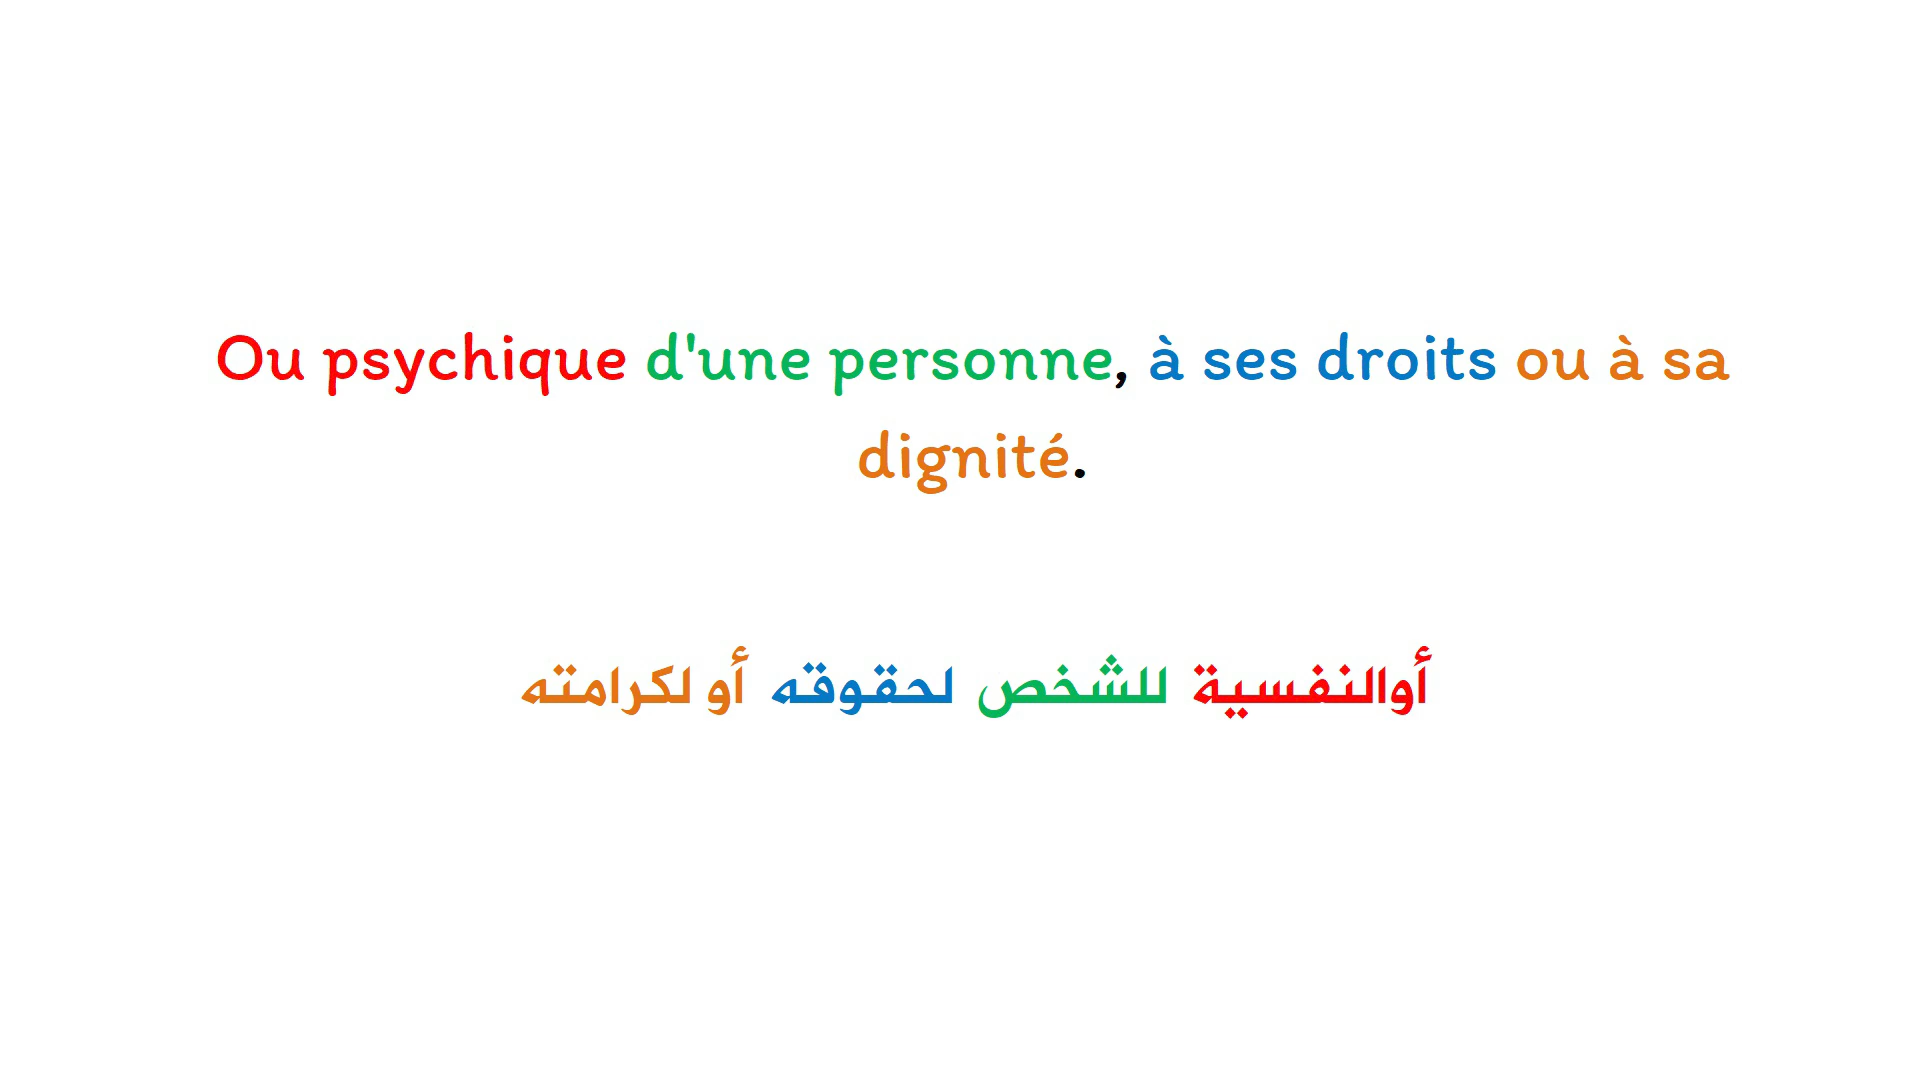 Ou psychique d'une personne, à ses droits ou à sa
dignité.
أوالنفسية للشخص لحقوقه أو لكرامته